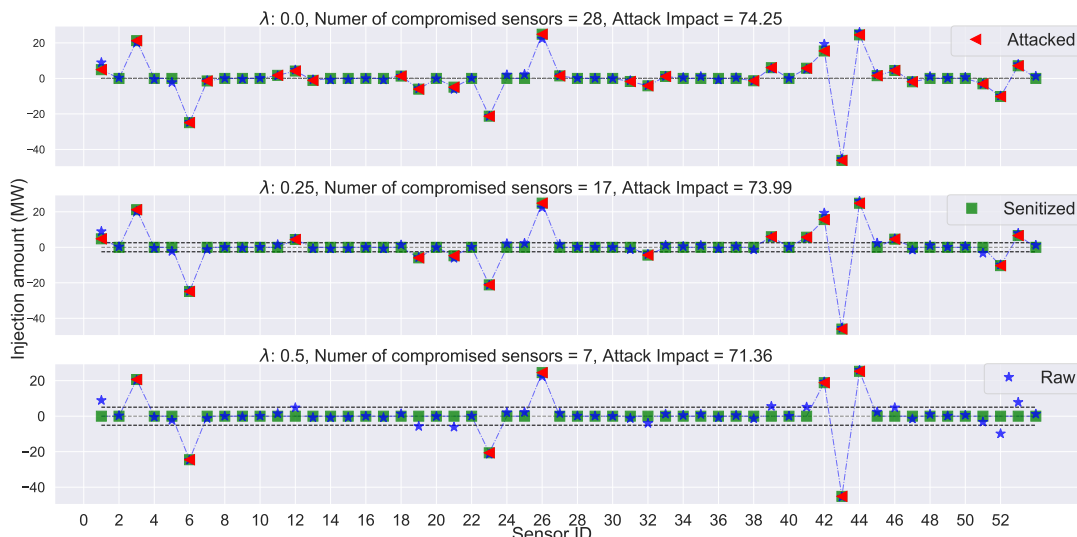 λ: 0.0, Numer of compromised sensors = 28, Attack Impact = 74.25
Attacked
20
0
−20
−40
λ: 0.25, Numer of compromised sensors = 17, Attack Impact = 73.99
Senitized
20
0
−20
−40
Injection amount (MW)
λ: 0.5, Numer of compromised sensors = 7, Attack Impact = 71.36
Raw
20
0
−20
−40
0 2 4 6 8 10 12 14 16 18 20 22 24 26 28 30 32 34 36 38 40 42 44 46 48 50 52
Sensor ID